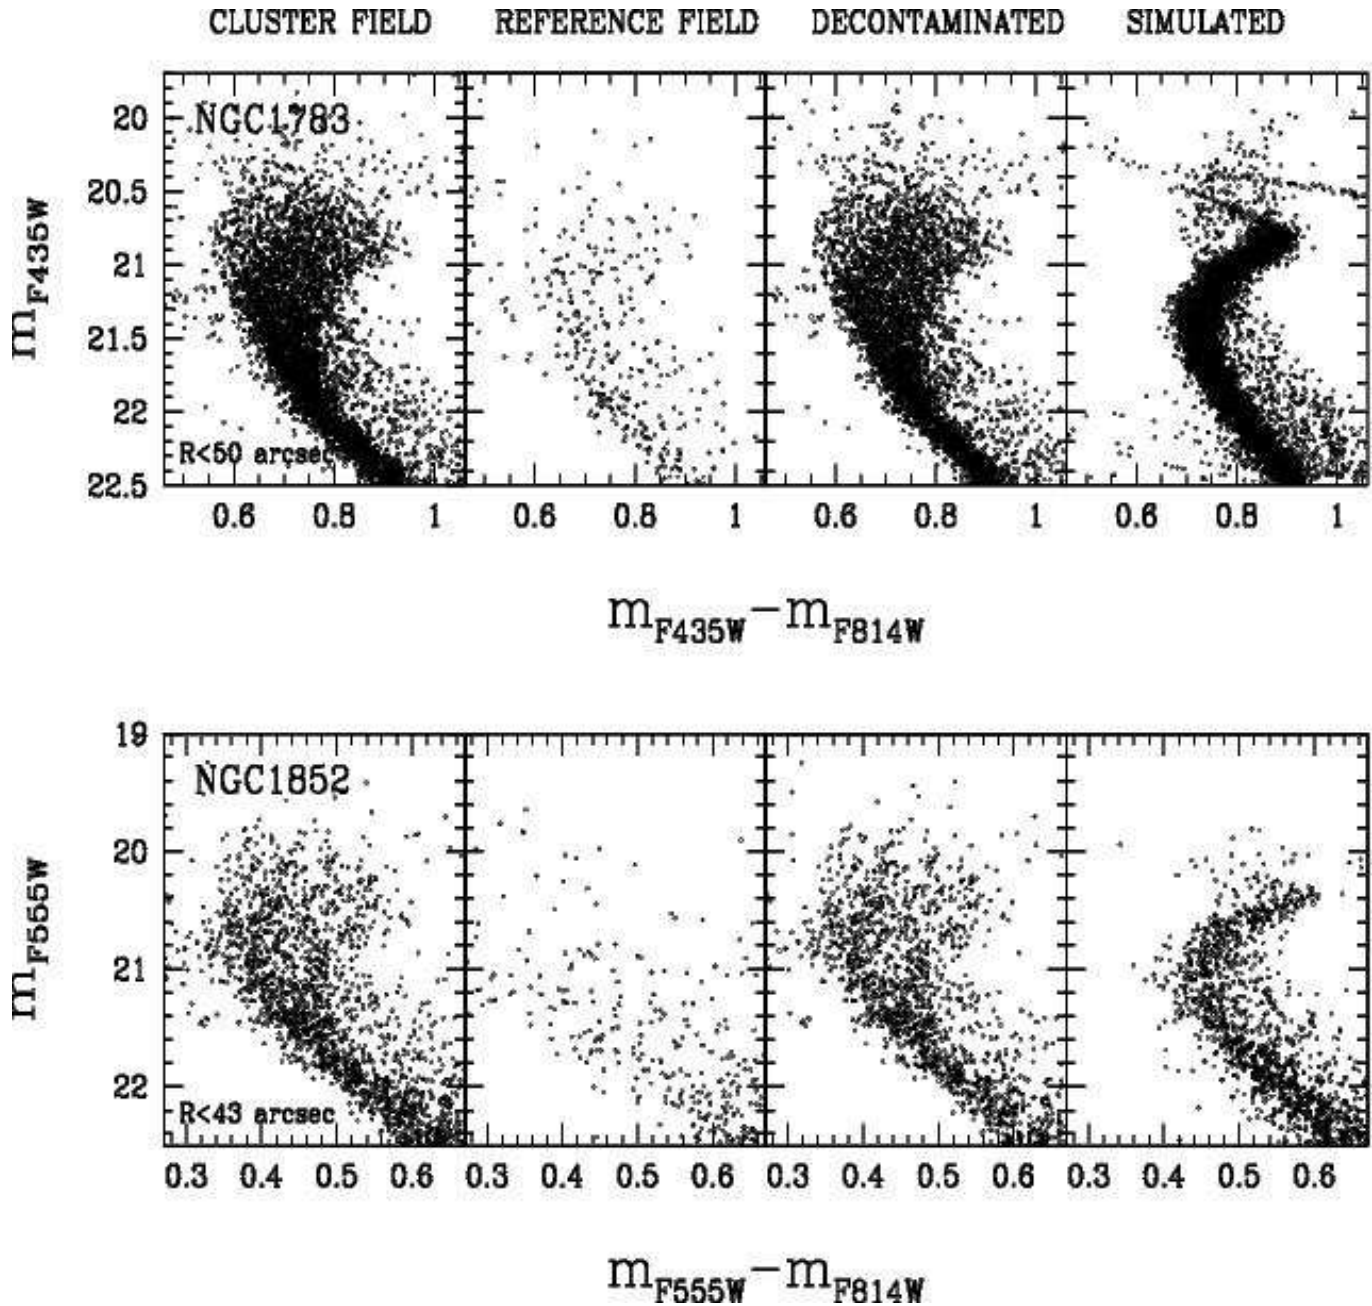 CLUSTER FIELD REFERENCE FIELD DECONTAMINATED SIMULATED
NGC1783
20
20.5
21
21.5
22
22.5
m_F435W
R<50 arcsec
0.6 0.8 1 0.6 0.8 1 0.6 0.8 1 0.6 0.8 1
m_F435W−m_F814W
NGC1852
19
20
21
22
m_F555W
R<43 arcsec
0.3 0.4 0.5 0.6 0.3 0.4 0.5 0.6 0.3 0.4 0.5 0.6 0.3 0.4 0.5 0.6
m_F555W−m_F814W